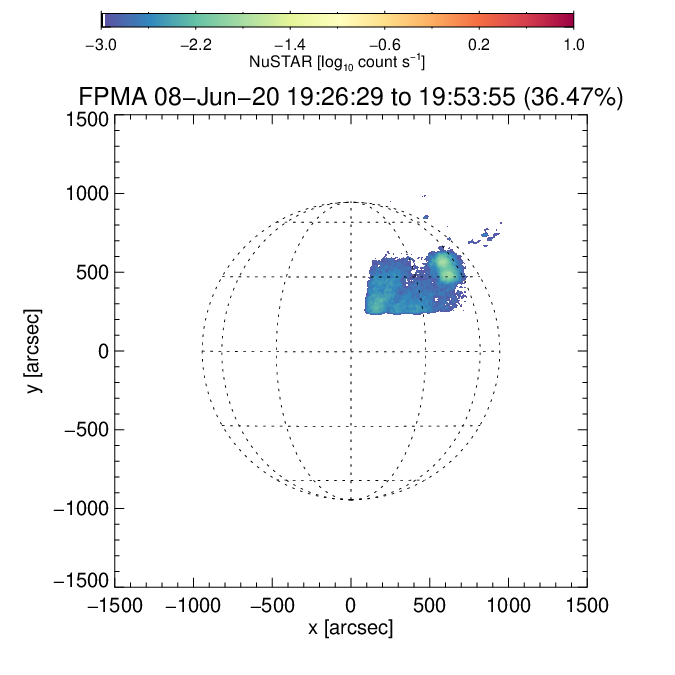 −3.0 −2.2 −1.4 −0.6 0.2 1.0
NuSTAR [log₁₀ count s⁻¹]
FPMA 08−Jun−20 19:26:29 to 19:53:55 (36.47%)
1500
1000
500
0
−500
−1000
−1500
y [arcsec]
−1500 −1000 −500 0 500 1000 1500
x [arcsec]